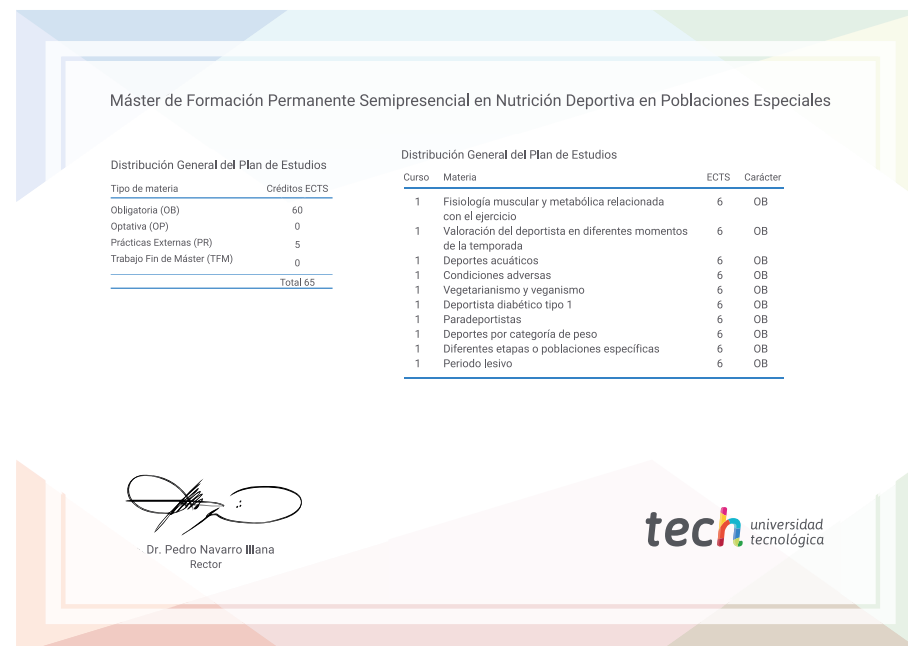 Máster de Formación Permanente Semipresencial en Nutrición Deportiva en Poblaciones Especiales
Distribución General del Plan de Estudios
Tipo de materia Créditos ECTS
Obligatoria (OB) 60
Optativa (OP) 0
Prácticas Externas (PR) 5
Trabajo Fin de Máster (TFM) 0
Total 65
Distribución General del Plan de Estudios
Curso Materia ECTS Carácter
1 Fisiología muscular y metabólica relacionada 6 OB
con el ejercicio
1 Valoración del deportista en diferentes momentos 6 OB
de la temporada
1 Deportes acuáticos 6 OB
1 Condiciones adversas 6 OB
1 Vegetarianismo y veganismo 6 OB
1 Deportista diabético tipo 1 6 OB
1 Paradeportistas 6 OB
1 Deportes por categoría de peso 6 OB
1 Diferentes etapas o poblaciones específicas 6 OB
1 Periodo lesivo 6 OB
Dr. Pedro Navarro Illana
Rector
tech universidad
tecnológica